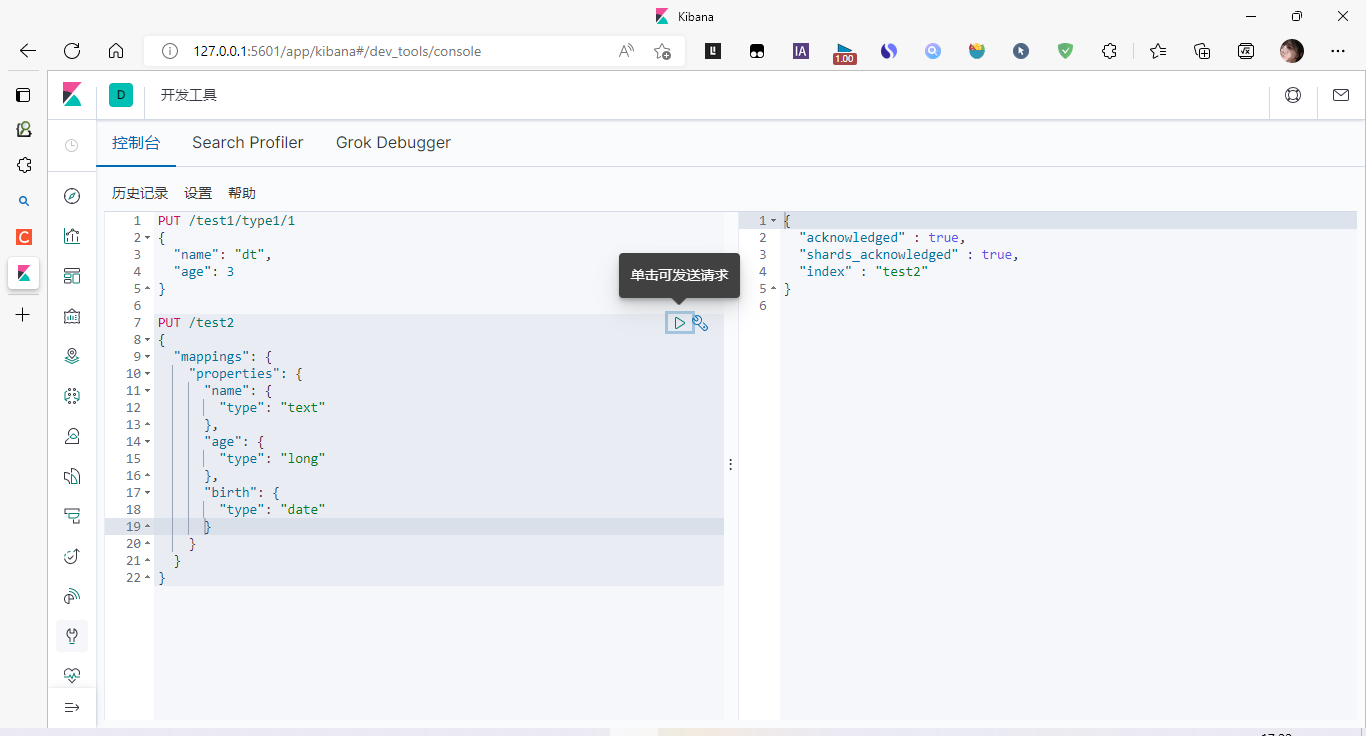 Kibana
127.0.0.1:5601/app/kibana#/dev_tools/console
1.00
D
开发工具
控制台 Search Profiler Grok Debugger
历史记录 设置 帮助
1 PUT /test1/type1/1
2 {
3 "name": "dt",
4 "age": 3
5 }
6
7 PUT /test2
8 {
9 "mappings": {
10 "properties": {
11 "name": {
12 "type": "text"
13 },
14 "age": {
15 "type": "long"
16 },
17 "birth": {
18 "type": "date"
19 }
20 }
21 }
22 }
单击可发送请求
1 {
2 "acknowledged" : true,
3 "shards_acknowledged" : true,
4 "index" : "test2"
5 }
6